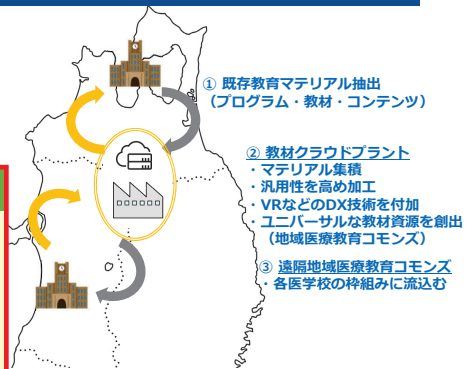 ① 既存教育マテリアル抽出
（プログラム・教材・コンテンツ）
② 教材クラウドプラント
・マテリアル集積
・汎用性を高め加工
・VRなどのDX技術を付加
・ユニバーサルな教材資源を創出
（地域医療教育コモンズ）
③ 遠隔地域医療教育コモンズ
・各医学校の枠組みに流込む